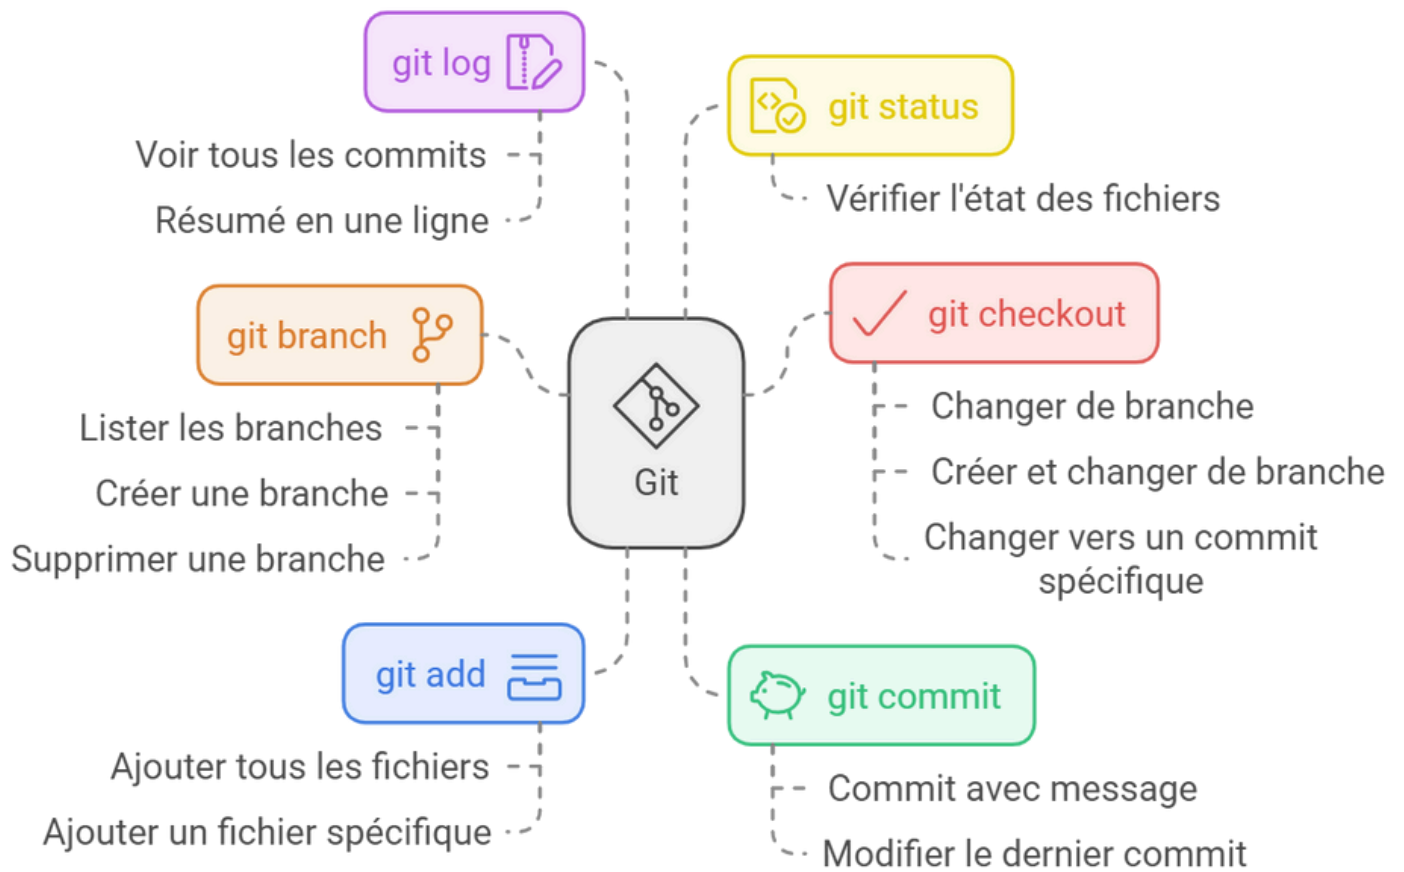 git log
Voir tous les commits
Résumé en une ligne
git status
Vérifier l'état des fichiers
git branch
Lister les branches
Créer une branche
Supprimer une branche
Git
git checkout
Changer de branche
Créer et changer de branche
Changer vers un commit
spécifique
git add
Ajouter tous les fichiers
Ajouter un fichier spécifique
git commit
Commit avec message
Modifier le dernier commit